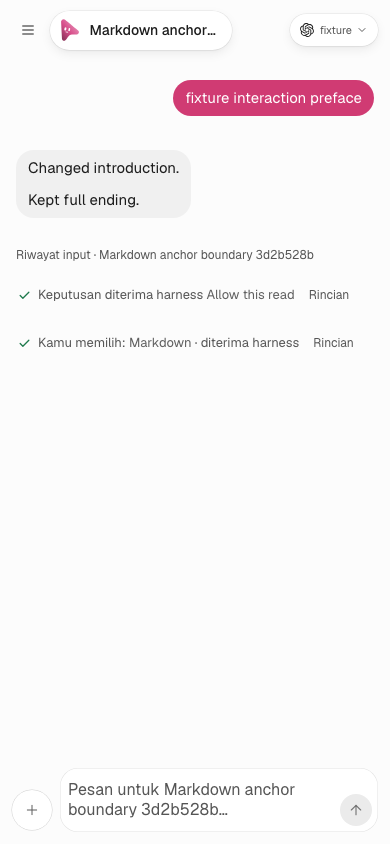 Markdown anchor...
fixture
fixture interaction preface
Changed introduction.
Kept full ending.
Riwayat input · Markdown anchor boundary 3d2b528b
Keputusan diterima harness Allow this read Rincian
Kamu memilih: Markdown · diterima harness Rincian
Pesan untuk Markdown anchor
boundary 3d2b528b...